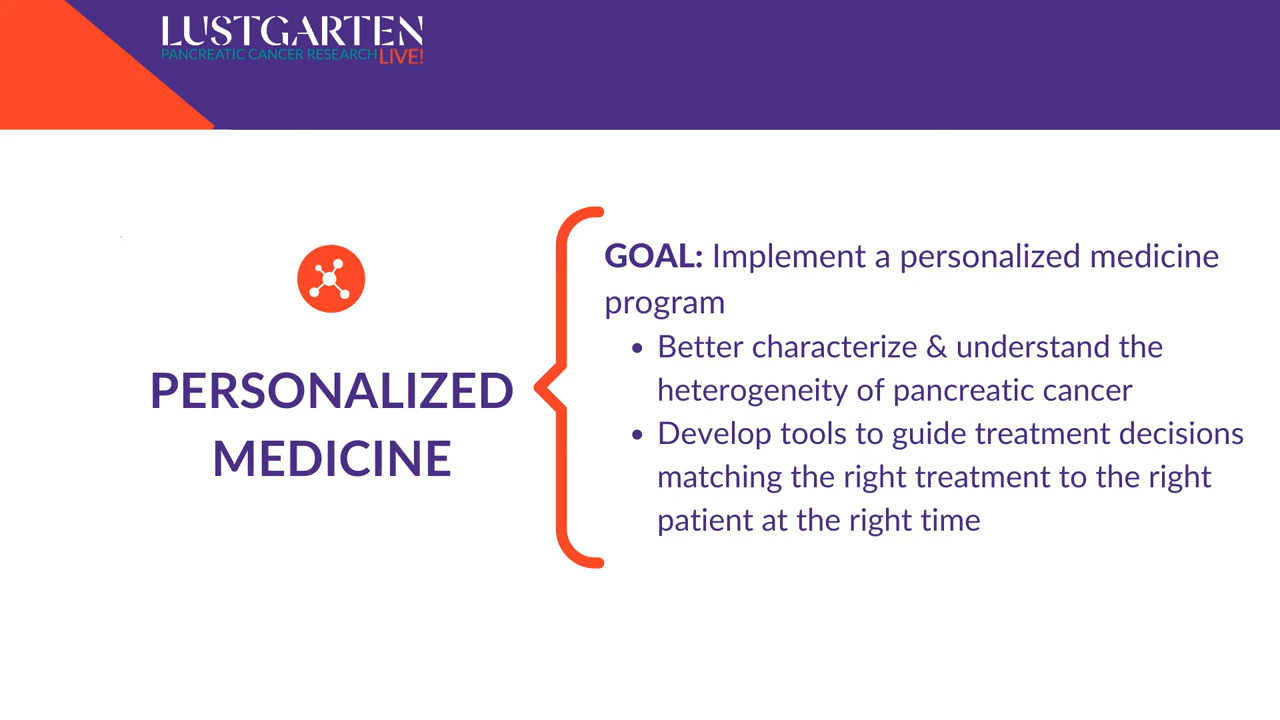 LUSTGARTEN
PANCREATIC CANCER RESEARCH LIVE!
PERSONALIZED
MEDICINE
GOAL: Implement a personalized medicine
program
• Better characterize & understand the
heterogeneity of pancreatic cancer
• Develop tools to guide treatment decisions
matching the right treatment to the right
patient at the right time